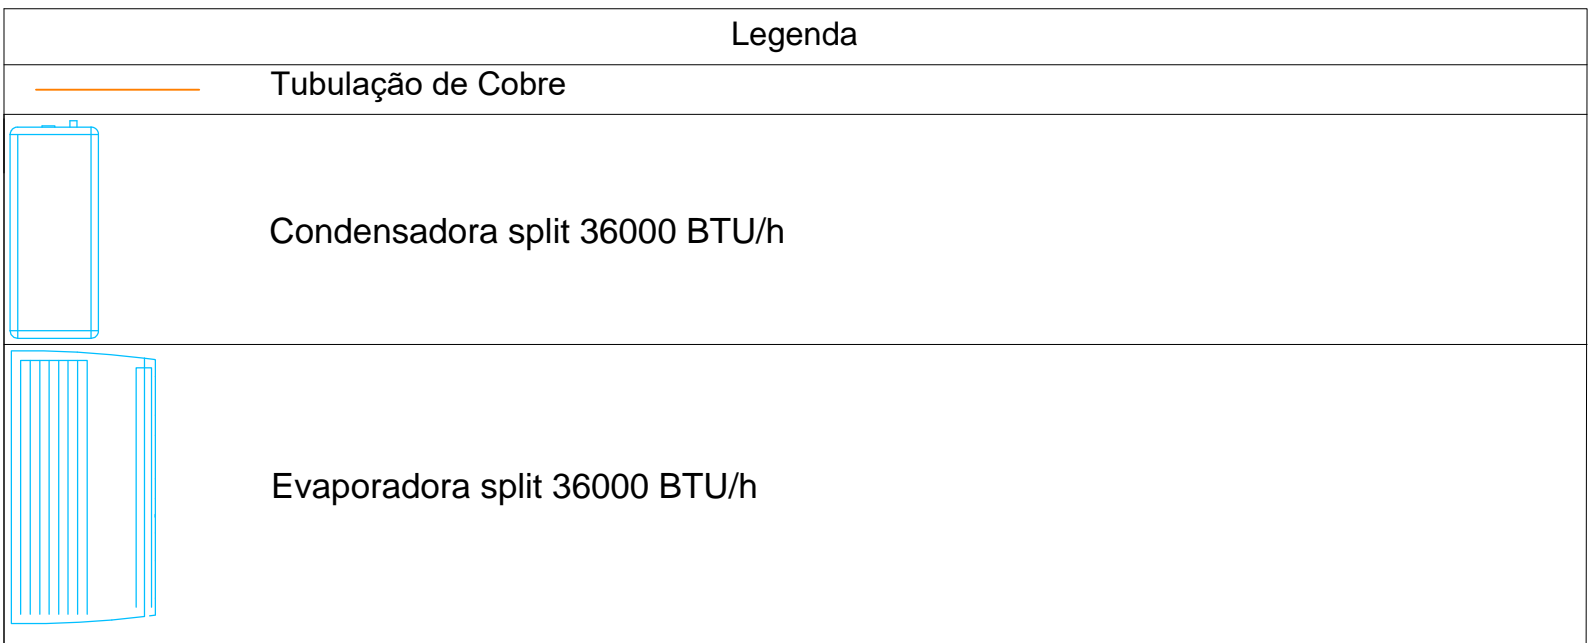 Legenda
Tubulação de Cobre
Condensadora split 36000 BTU/h
Evaporadora split 36000 BTU/h